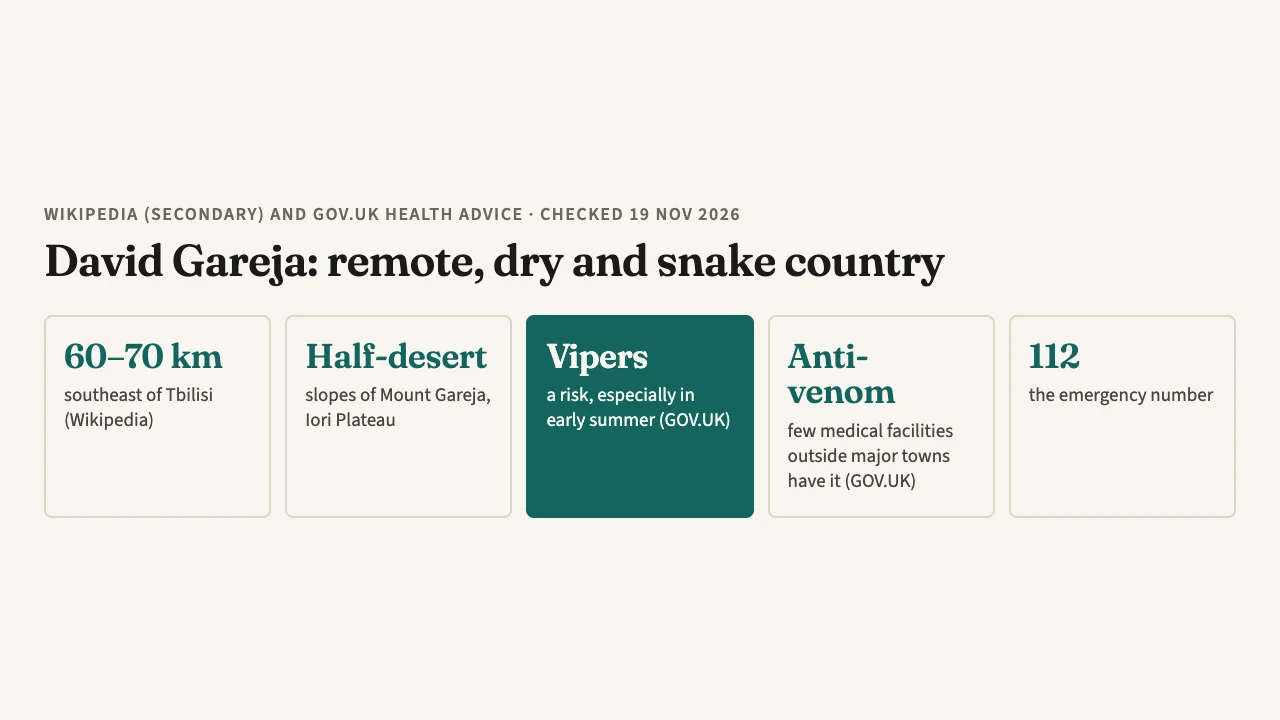 WIKIPEDIA (SECONDARY) AND GOV.UK HEALTH ADVICE · CHECKED 19 NOV 2026
David Gareja: remote, dry and snake country
60–70 km
southeast of Tbilisi
(Wikipedia)
Half-desert
slopes of Mount Gareja,
Iori Plateau
Vipers
a risk, especially in
early summer (GOV.UK)
Anti-
venom
few medical facilities
outside major towns
have it (GOV.UK)
112
the emergency number